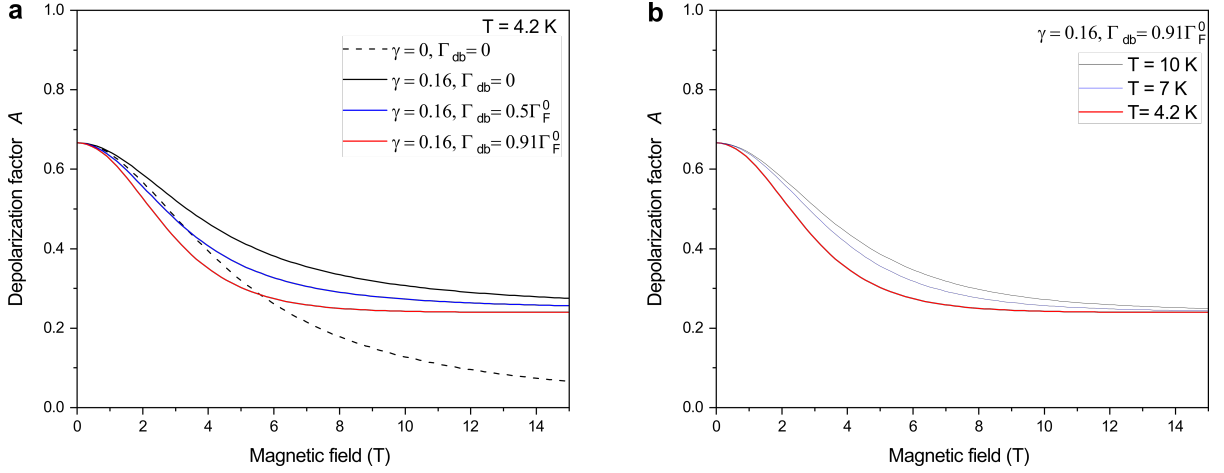 a
T = 4.2 K
γ = 0, Γdb= 0
γ = 0.16, Γdb= 0
γ = 0.16, Γdb= 0.5Γ0F
γ = 0.16, Γdb= 0.91Γ0F
1.0
0.8
0.6
0.4
0.2
0.0
Depolarization factor A
0 2 4 6 8 10 12 14
Magnetic field (T)
b
γ = 0.16, Γdb= 0.91Γ0F
T = 10 K
T = 7 K
T= 4.2 K
1.0
0.8
0.6
0.4
0.2
0.0
Depolarization factor A
0 2 4 6 8 10 12 14
Magnetic field (T)